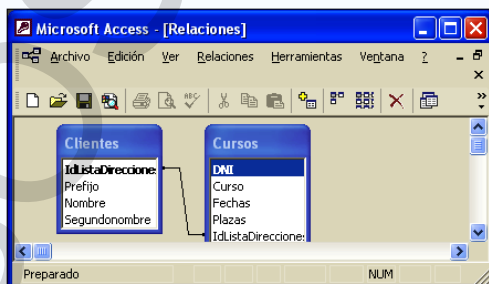 Microsoft Access - [Relaciones]
Archivo Edición Ver Relaciones Herramientas Ventana ?
Clientes
IdListaDirecciones
Prefijo
Nombre
Segundonombre
Cursos
DNI
Curso
Fechas
Plazas
IdListaDirecciones
Preparado NUM